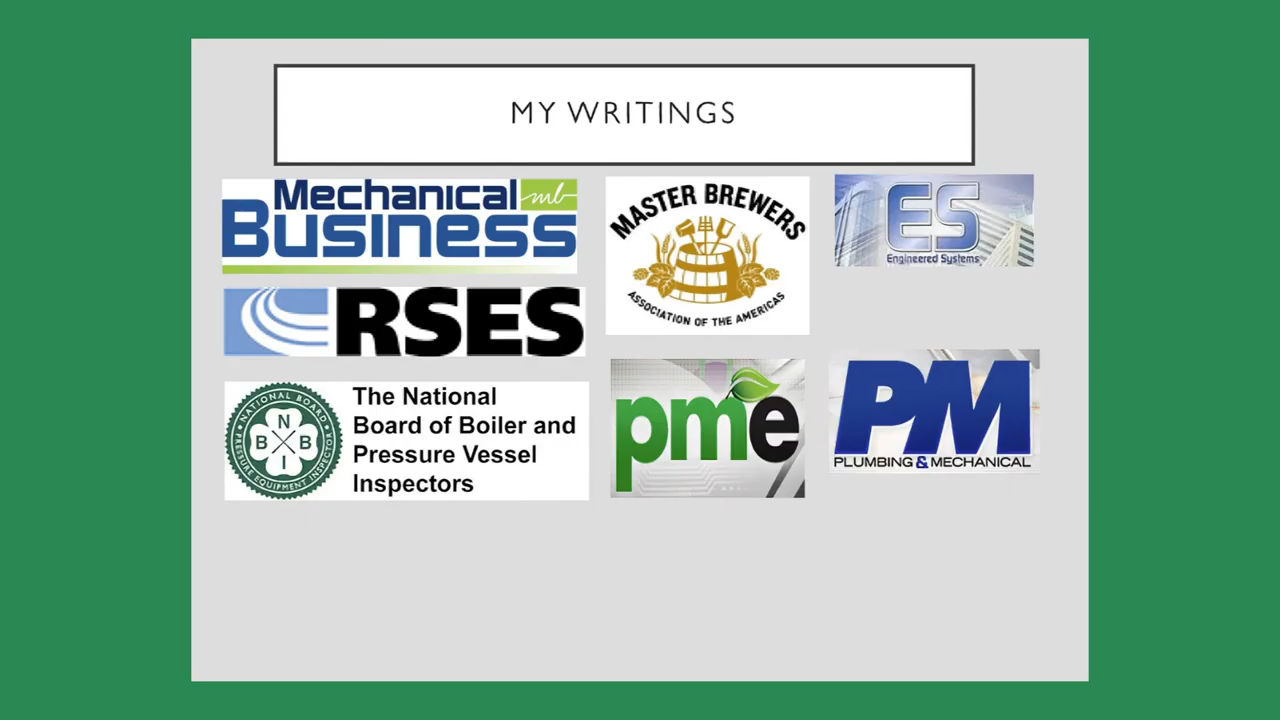 MY WRITINGS
Mechanical mb
Business
MASTER BREWERS
ASSOCIATION OF THE AMERICAS
ES
Engineered Systems
RSES
NATIONAL BOARD
PRESSURE EQUIPMENT INSPECTOR
N
B B
I
The National
Board of Boiler and
Pressure Vessel
Inspectors
pme
PM
PLUMBING & MECHANICAL